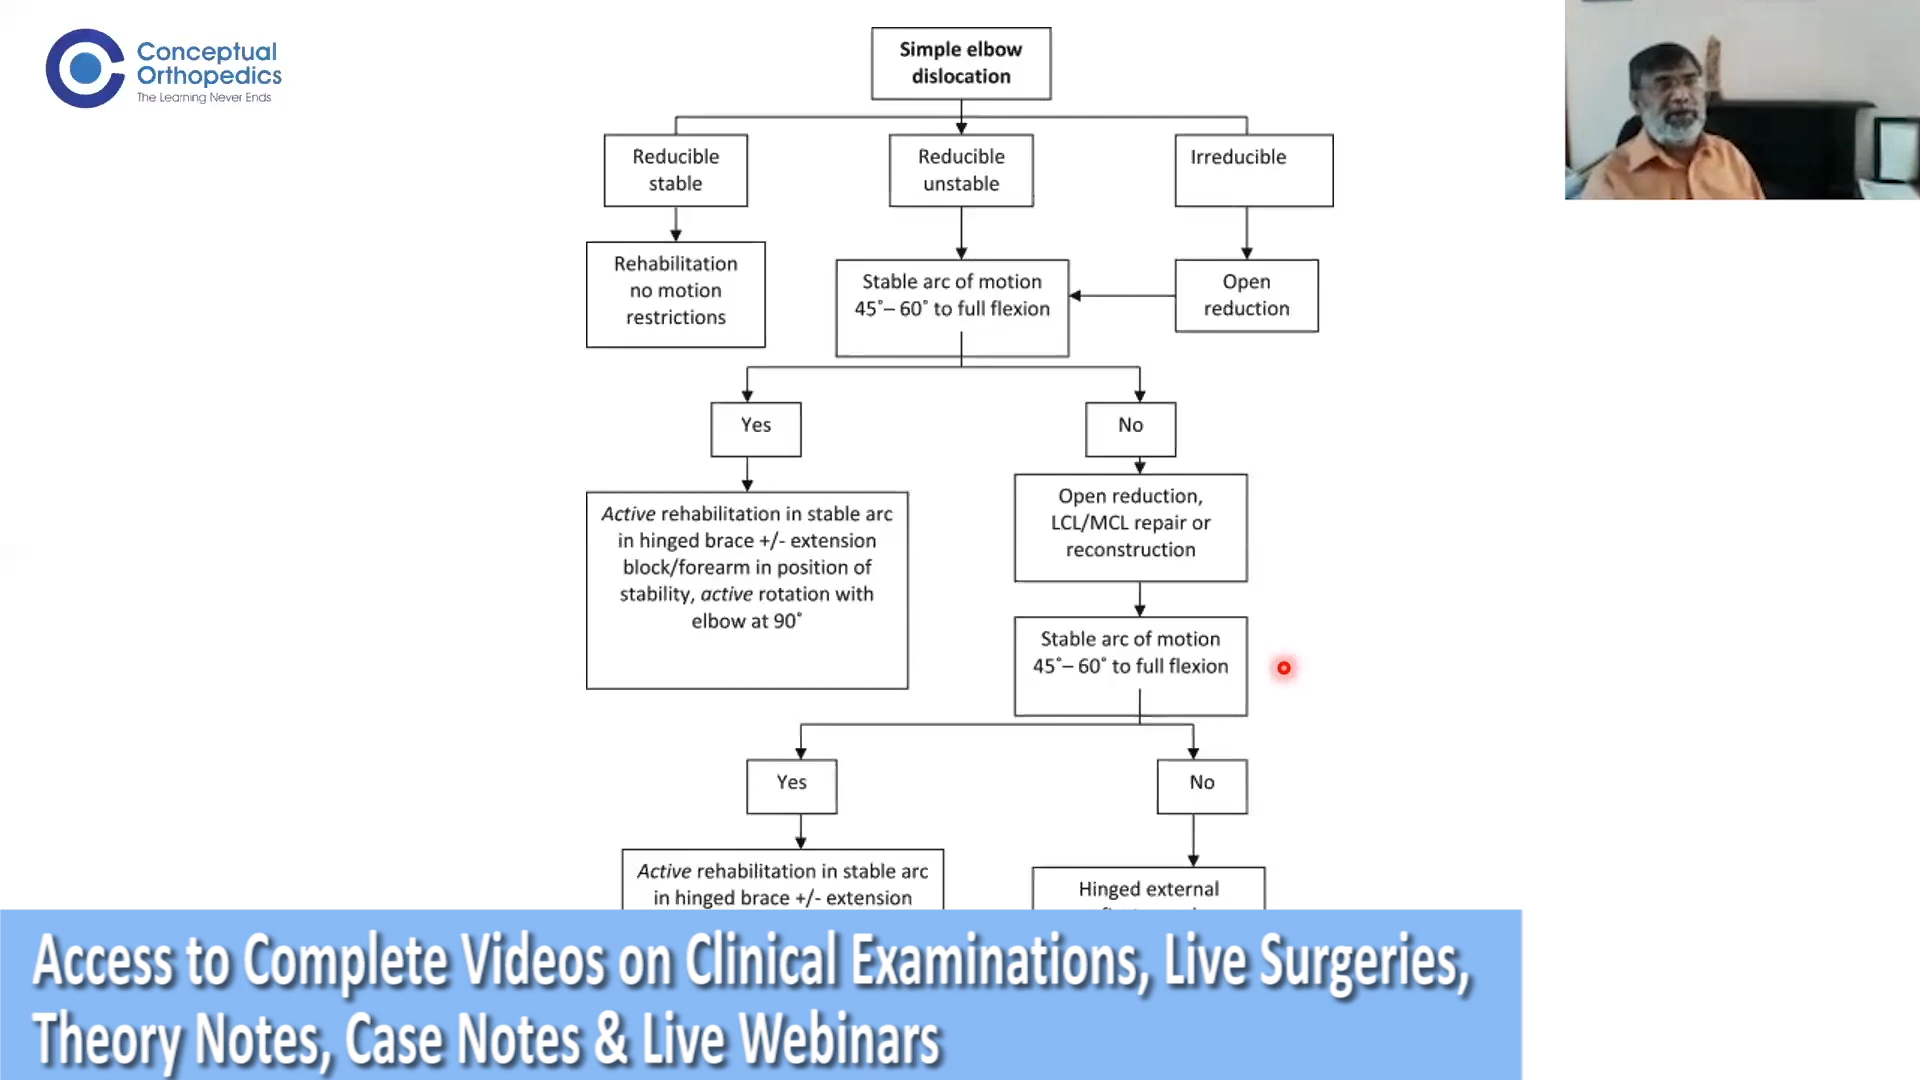 Conceptual
Orthopedics
The Learning Never Ends
Simple elbow
dislocation
Reducible
stable
Reducible
unstable
Irreducible
Rehabilitation
no motion
restrictions
Stable arc of motion
45˚– 60˚ to full flexion
Open
reduction
Yes
No
Active rehabilitation in stable arc
in hinged brace +/- extension
block/forearm in position of
stability, active rotation with
elbow at 90˚
Open reduction,
LCL/MCL repair or
reconstruction
Stable arc of motion
45˚– 60˚ to full flexion
Yes
No
Active rehabilitation in stable arc
in hinged brace +/- extension
Hinged external
Access to Complete Videos on Clinical Examinations, Live Surgeries,
Theory Notes, Case Notes & Live Webinars